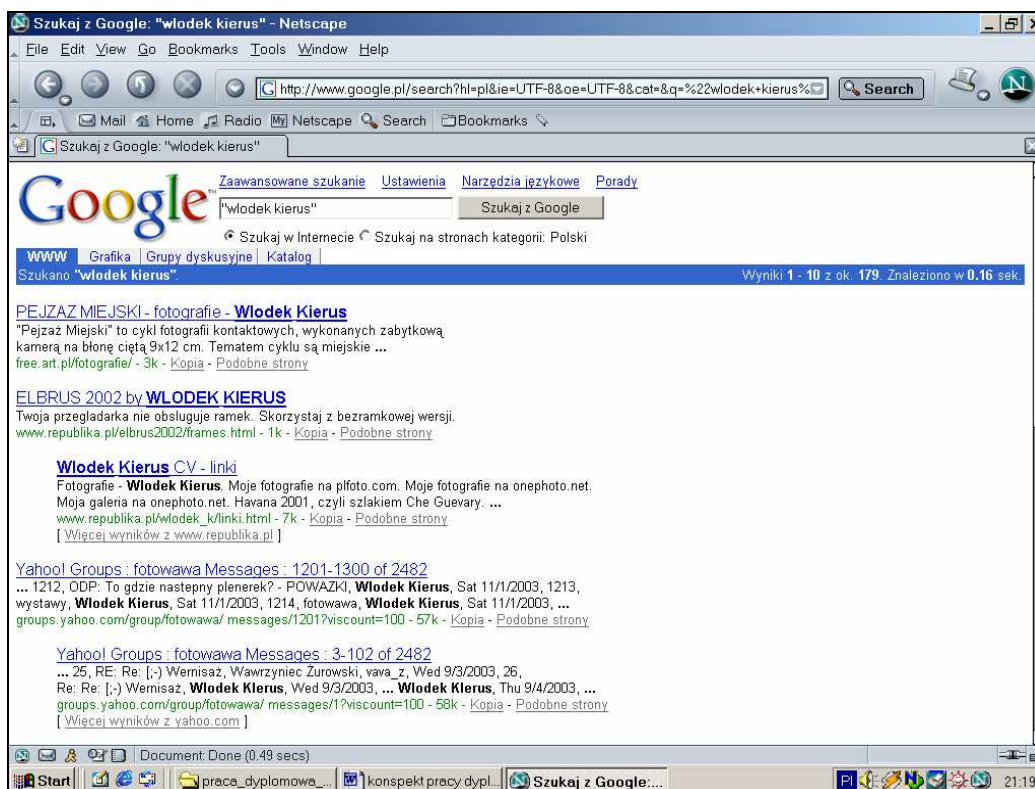 Szukaj z Google: "wlodek kierus" - Netscape
File Edit View Go Bookmarks Tools Window Help
http://www.google.pl/search?hl=pl&ie=UTF-8&oe=UTF-8&cat=&q=%22wlodek+kierus% Search
Mail Home Radio My Netscape Search Bookmarks
Szukaj z Google: "wlodek kierus"
Google™
Zaawansowane szukanie Ustawienia Narzędzia językowe Porady
"wlodek kierus" Szukaj z Google
Szukaj w Internecie Szukaj na stronach kategorii: Polski
WWW Grafika Grupy dyskusyjne Katalog
Szukano "wlodek kierus". Wyniki 1 - 10 z ok. 179. Znaleziono w 0.16 sek.
PEJZAZ MIEJSKI - fotografie - Wlodek Kierus
"Pejzaż Miejski" to cykl fotografii kontaktowych, wykonanych zabytkową
kamerą na błonę ciętą 9x12 cm. Tematem cyklu są miejskie ...
free.art.pl/fotografie/ - 3k - Kopia - Podobne strony
ELBRUS 2002 by WLODEK KIERUS
Twoja przegladarka nie obsluguje ramek. Skorzystaj z bezramkowej wersji.
www.republika.pl/elbrus2002/frames.html - 1k - Kopia - Podobne strony
Wlodek Kierus CV - linki
Fotografie - Wlodek Kierus. Moje fotografie na plfoto.com. Moje fotografie na onephoto.net.
Moja galeria na onephoto.net. Havana 2001, czyli szlakiem Che Guevary. ...
www.republika.pl/wlodek_k/linki.html - 7k - Kopia - Podobne strony
[ Więcej wyników z www.republika.pl ]
Yahoo! Groups : fotowawa Messages : 1201-1300 of 2482
... 1212, ODP: To gdzie nastepny plenerek? - POWAZKI, Wlodek Kierus, Sat 11/1/2003, 1213,
wystawy, Wlodek Kierus, Sat 11/1/2003, 1214, fotowawa, Wlodek Kierus, Sat 11/1/2003, ...
groups.yahoo.com/group/fotowawa/ messages/1201?viscount=100 - 57k - Kopia - Podobne strony
Yahoo! Groups : fotowawa Messages : 3-102 of 2482
... 25, RE: Re: [;-) Wernisaż, Wawrzyniec Żurowski, vava_z, Wed 9/3/2003, 26,
Re: Re: [;-) Wernisaż, Wlodek KIerus, Wed 9/3/2003, ... Wlodek KIerus, Thu 9/4/2003, ...
groups.yahoo.com/group/fotowawa/ messages/1?viscount=100 - 58k - Kopia - Podobne strony
[ Więcej wyników z yahoo.com ]
Document: Done (0.49 secs)
Start praca_dyplomowa_... konspekt pracy dypl... Szukaj z Google:... Pl 21:19